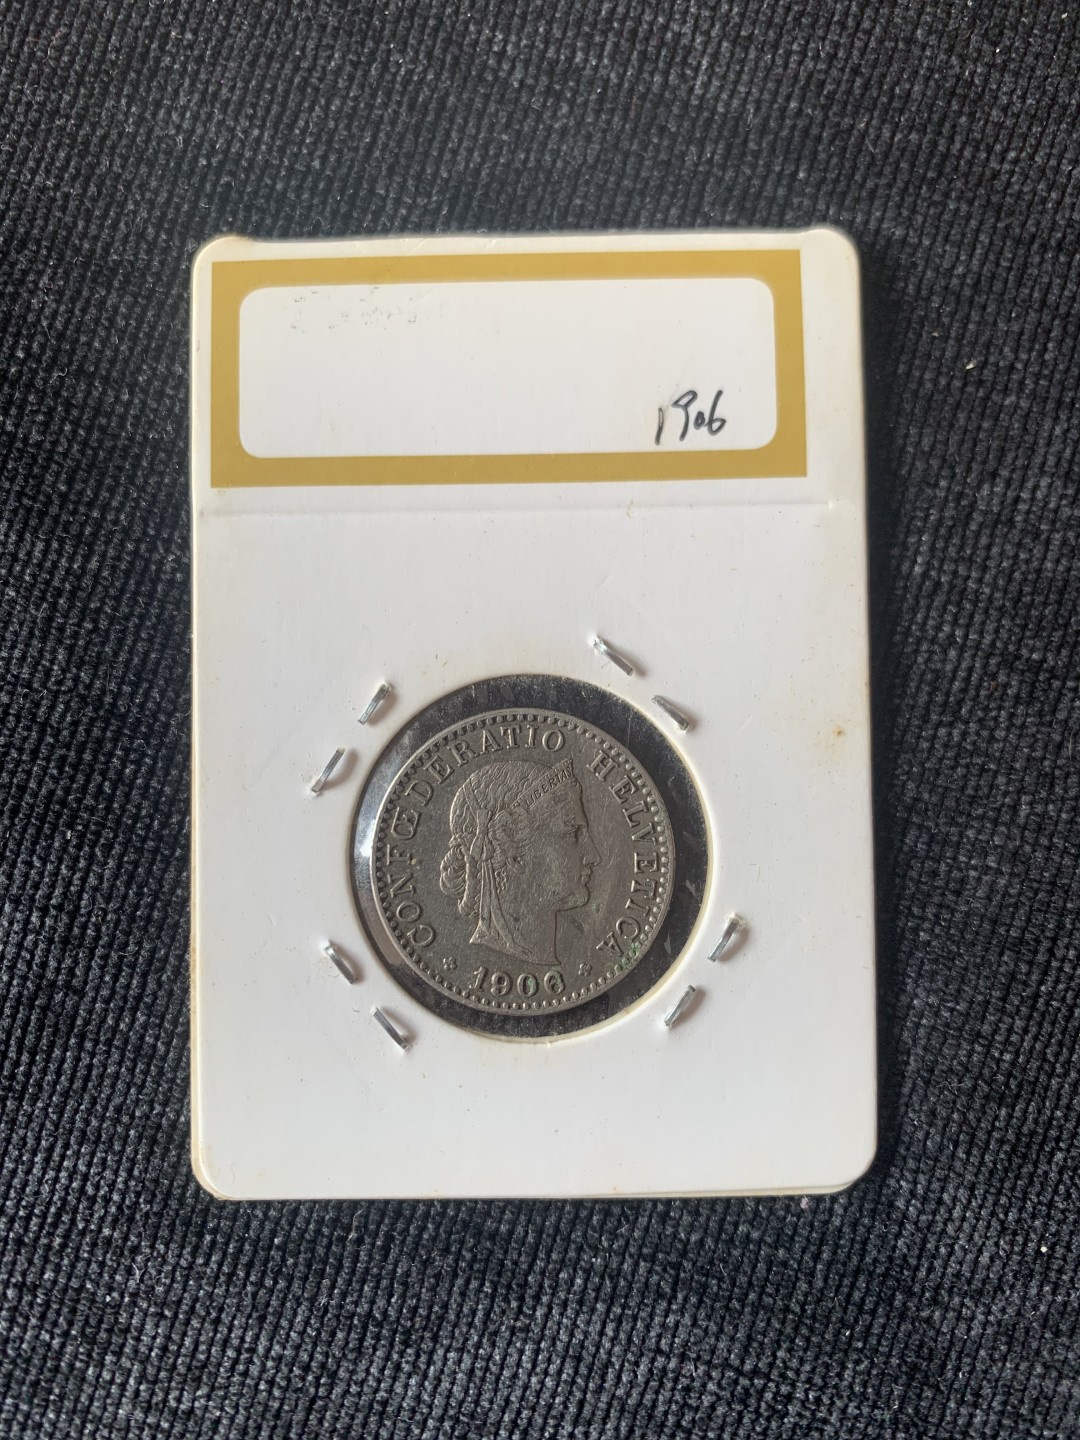 1906
CONFŒDERATIO HELVETICA
LIBERTAS
* 1906 *